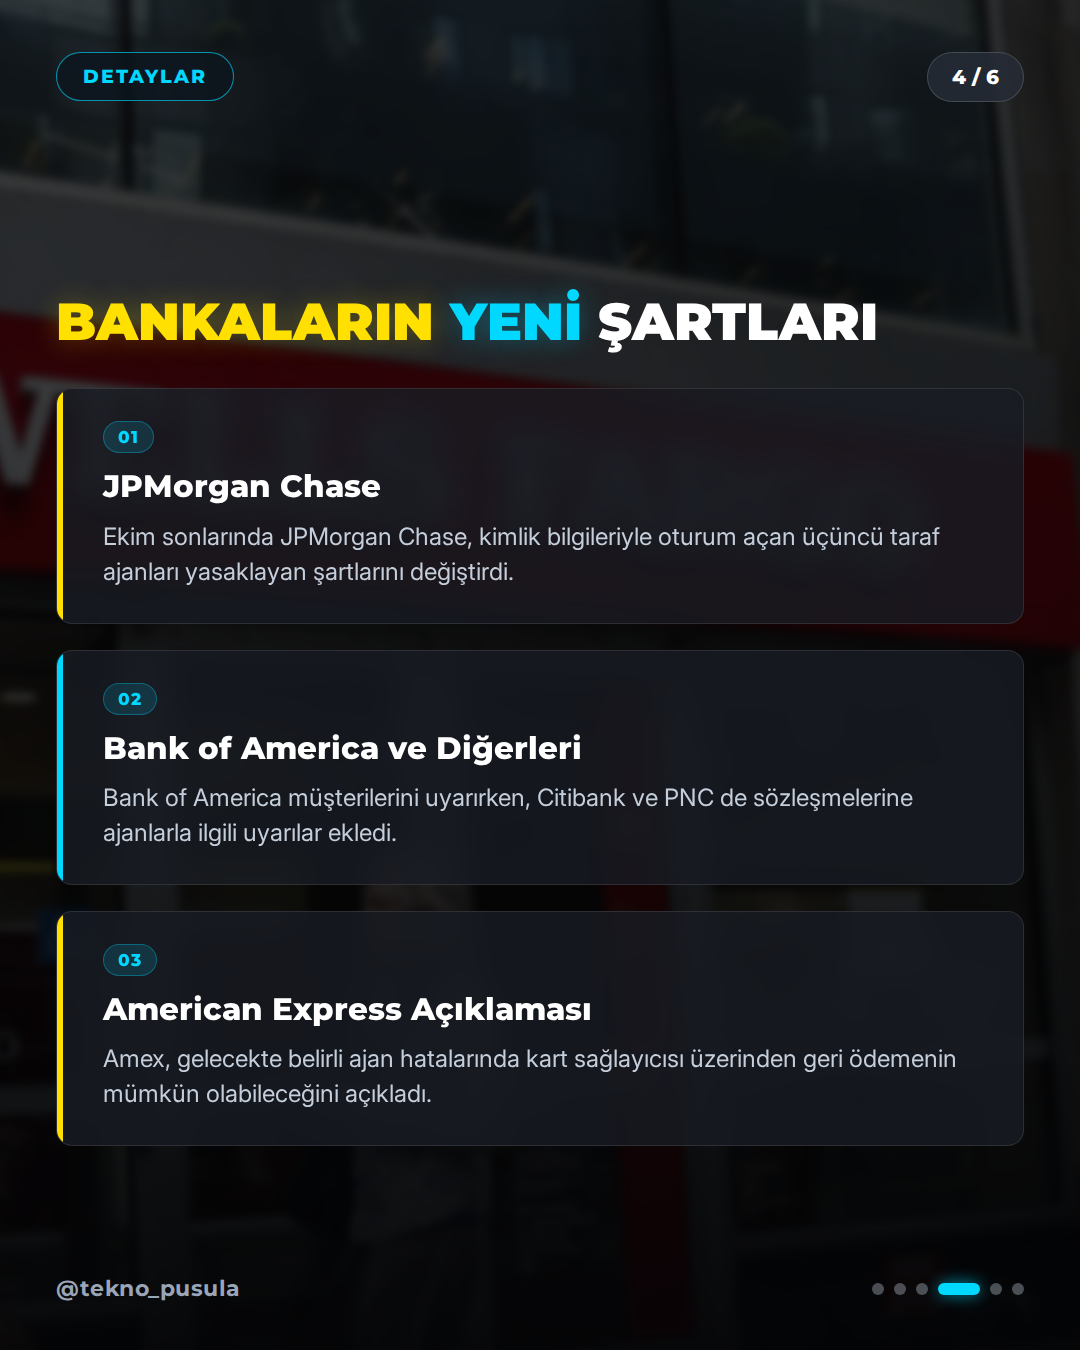 DETAYLAR
4 / 6
BANKALARIN YENİ ŞARTLARI
01
JPMorgan Chase
Ekim sonlarında JPMorgan Chase, kimlik bilgileriyle oturum açan üçüncü taraf
ajanları yasaklayan şartlarını değiştirdi.
02
Bank of America ve Diğerleri
Bank of America müşterilerini uyarırken, Citibank ve PNC de sözleşmelerine
ajanlarla ilgili uyarılar ekledi.
03
American Express Açıklaması
Amex, gelecekte belirli ajan hatalarında kart sağlayıcısı üzerinden geri ödemenin
mümkün olabileceğini açıkladı.
@tekno_pusula